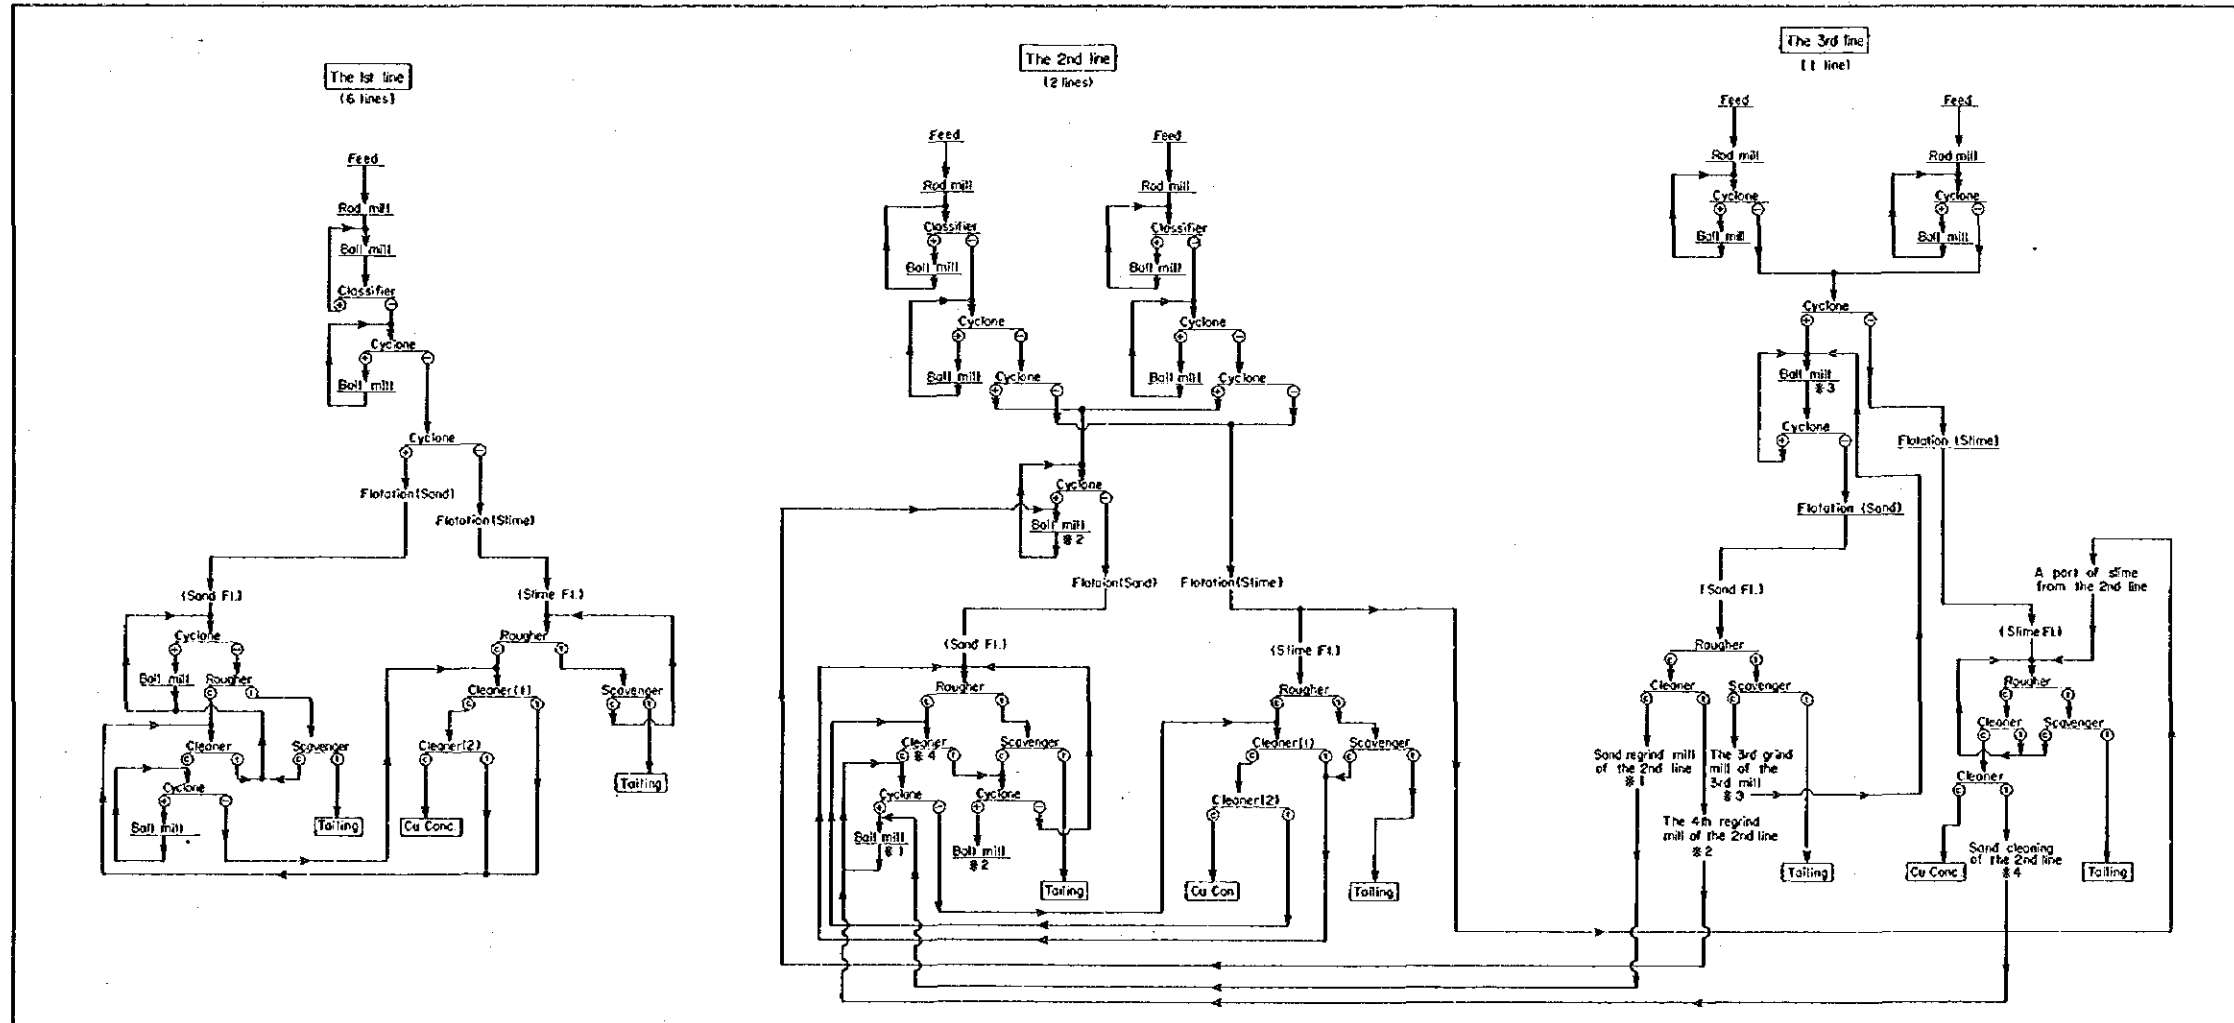 The 1st line
(6 lines)
Feed
Rod mill
Ball mill
Classifier
+
−
Cyclone
+
−
Ball mill
Cyclone
+
−
Flotation (Sand)
Flotation (Slime)
(Sand Fl.)
(Slime Fl.)
Cyclone
+
−
Ball mill
Rougher
c
t
Cleaner
c
t
Scavenger
c
t
Cyclone
+
−
Ball mill
Tailing
Rougher
c
t
Cleaner(1)
c
t
Scavenger
c
t
Cleaner(2)
c
t
Cu Conc.
Tailing
The 2nd line
(2 lines)
Feed
Rod mill
Classifier
+
−
Ball mill
Cyclone
+
−
Ball mill
Cyclone
+
−
Feed
Rod mill
Classifier
+
−
Ball mill
Cyclone
+
−
Ball mill
Cyclone
+
−
Cyclone
+
−
Ball mill
※2
Flotaion(Sand)
Flotation(Slime)
(Sand Fl.)
(Slime Fl.)
Rougher
c
t
Cleaner
c
※4
t
Scavenger
c
t
Cyclone
+
−
Ball mill
※1
Cyclone
+
−
Ball mill
※2
Tailing
Rougher
c
t
Cleaner(1)
c
t
Scavenger
c
t
Cleaner(2)
c
t
Cu Con
Tailing
The 3rd line
(1 line)
Feed
Rod mill
Cyclone
+
−
Ball mill
Feed
Rod mill
Cyclone
+
−
Ball mill
Cyclone
+
−
Ball mill
※3
Cyclone
+
−
Flotation (Slime)
Flotation (Sand)
(Sand Fl.)
Rougher
c
t
Cleaner
c
t
Scavenger
c
t
Sand regrind mill
of the 2nd line
※1
The 3rd grind
mill of the
3rd mill
※3
The 4th regrind
mill of the 2nd line
※2
Tailing
A part of slime
from the 2nd line
(Slime Fl.)
Rougher
c
t
Cleaner
c
t
Scavenger
c
t
Cleaner
c
t
Sand cleaning
of the 2nd line
※4
Cu Conc.
Tailing